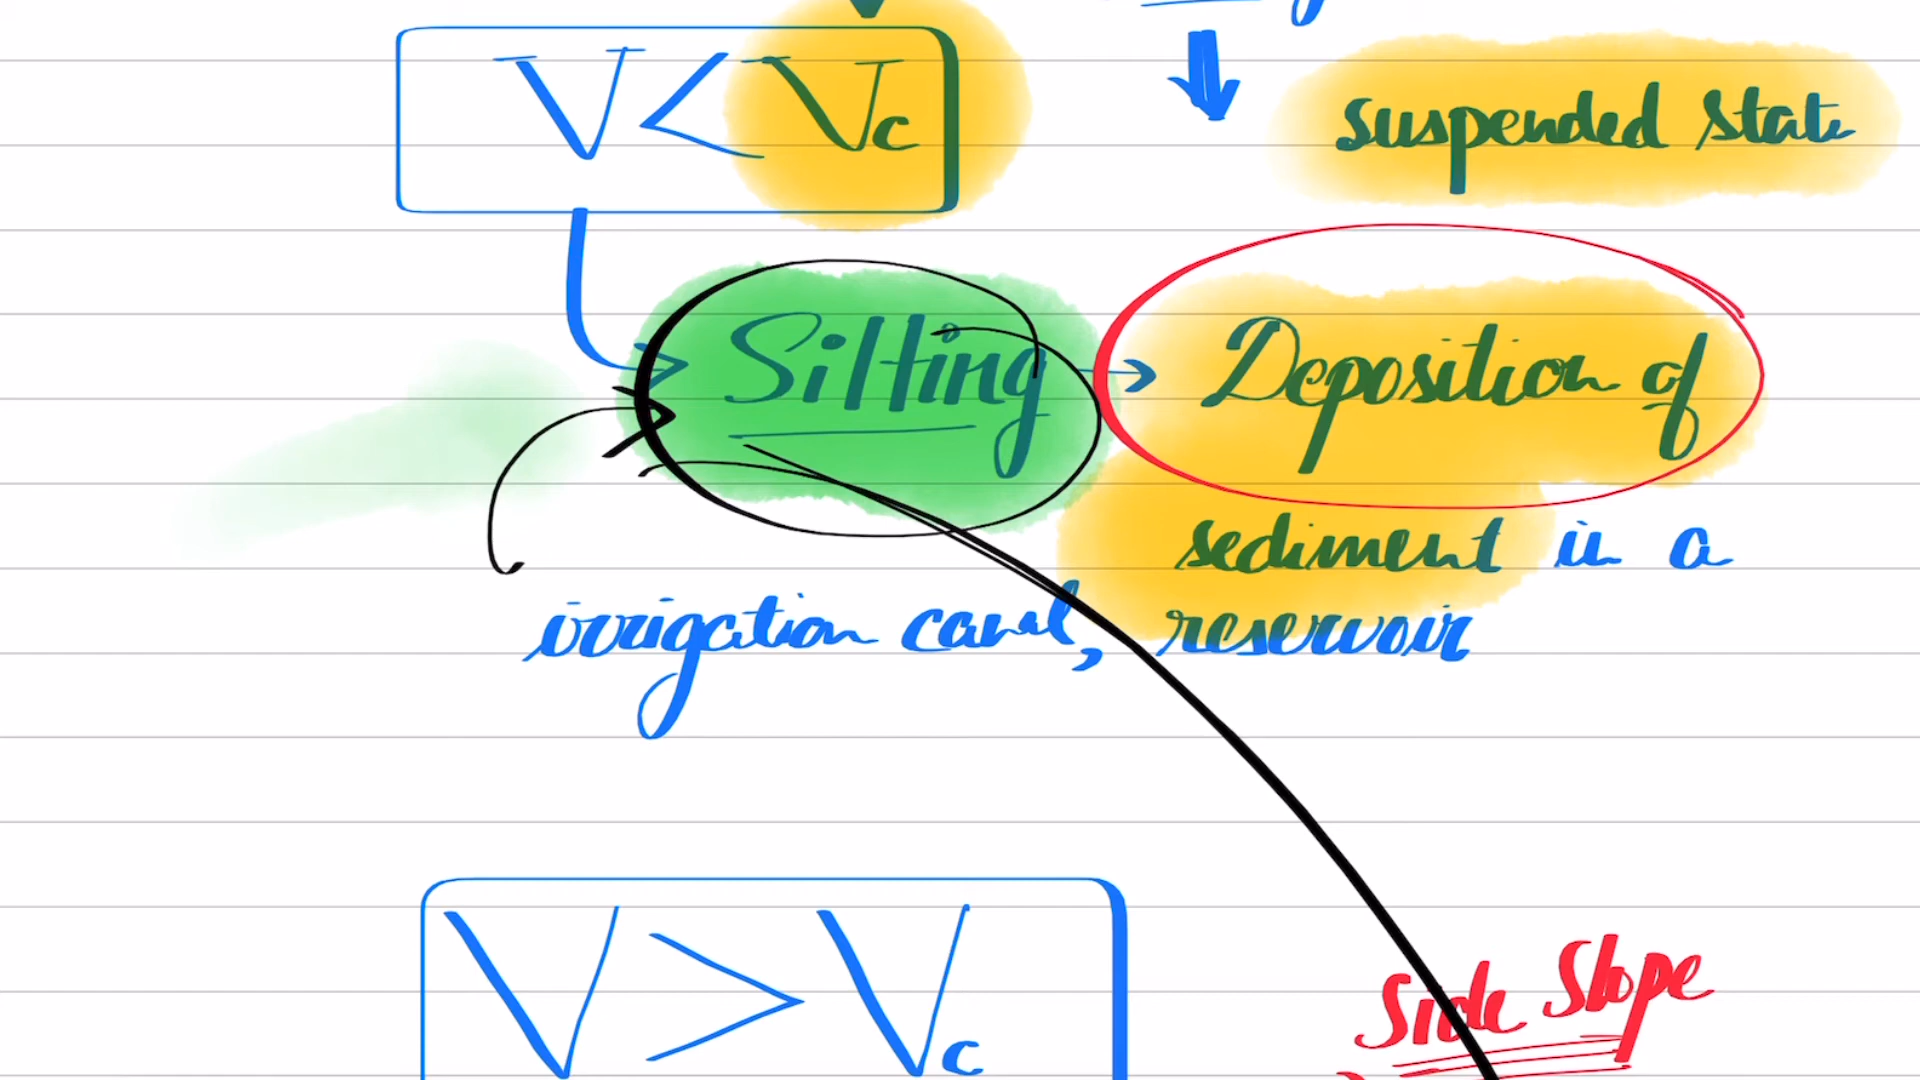 V < Vc
suspended state
Silting → Deposition of
sediment in a
irrigation canal, reservoir
V > Vc
Side Slope